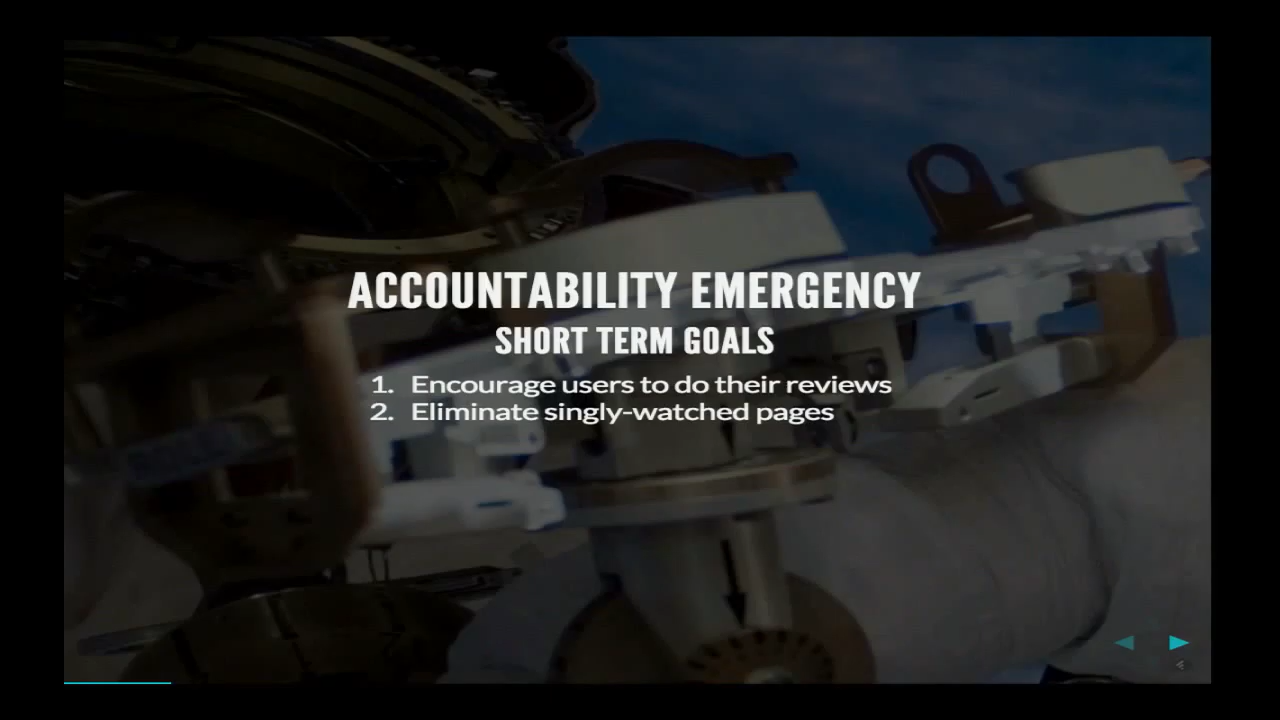 ACCOUNTABILITY EMERGENCY
SHORT TERM GOALS
1. Encourage users to do their reviews
2. Eliminate singly-watched pages